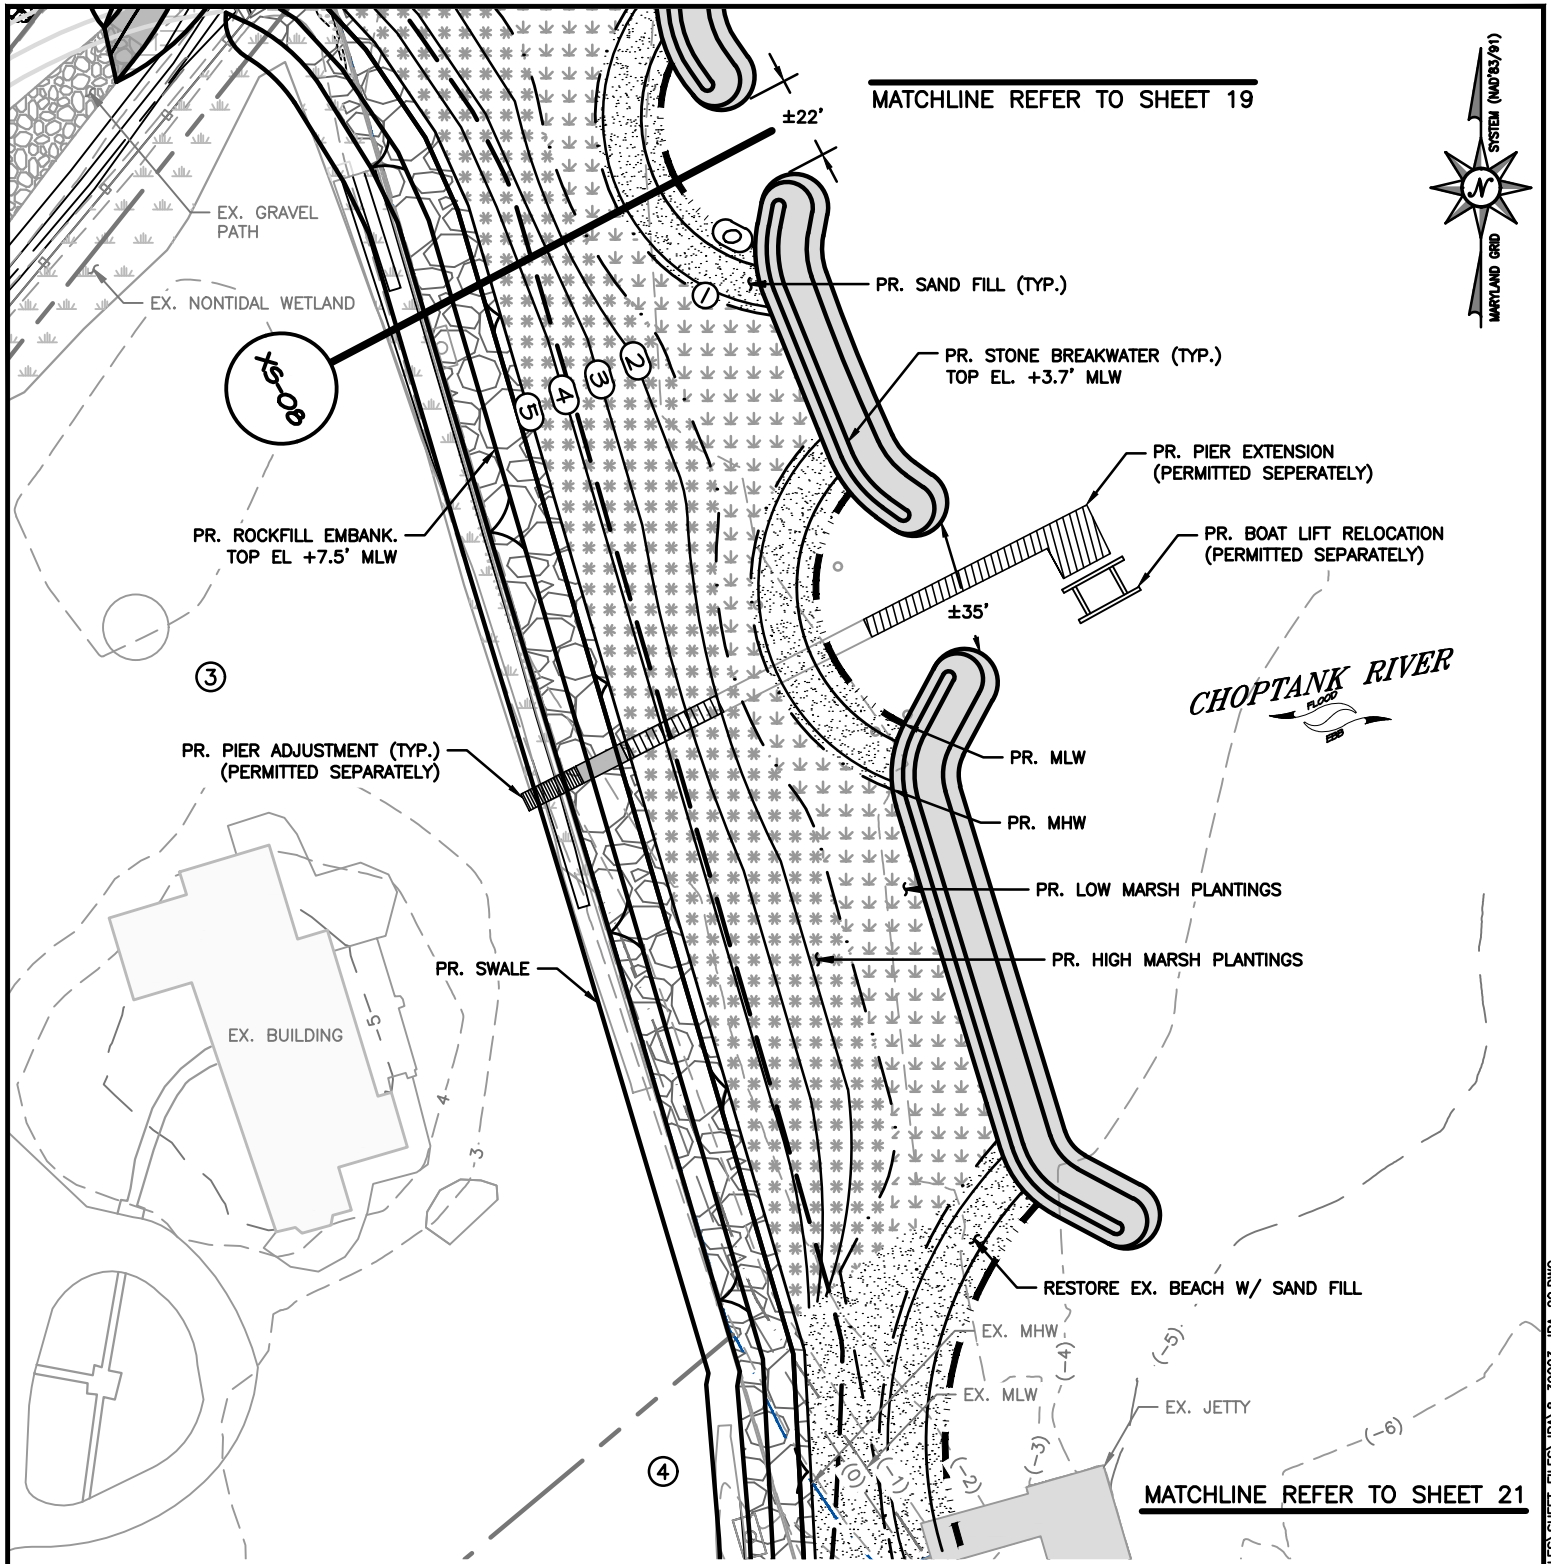 MATCHLINE REFER TO SHEET 19
±22'
SYSTEM (NAD'83/91)
N
MARYLAND GRID
EX. GRAVEL
PATH
EX. NONTIDAL WETLAND
0
1
PR. SAND FILL (TYP.)
XS-08
2
3
4
5
PR. STONE BREAKWATER (TYP.)
TOP EL. +3.7' MLW
PR. PIER EXTENSION
(PERMITTED SEPERATELY)
PR. ROCKFILL EMBANK.
TOP EL +7.5' MLW
PR. BOAT LIFT RELOCATION
(PERMITTED SEPARATELY)
±35'
3
CHOPTANK RIVER
FLOOD
EBB
PR. PIER ADJUSTMENT (TYP.)
(PERMITTED SEPARATELY)
PR. MLW
PR. MHW
PR. LOW MARSH PLANTINGS
PR. HIGH MARSH PLANTINGS
PR. SWALE
EX. BUILDING
5
4
3
RESTORE EX. BEACH W/ SAND FILL
EX. MHW
(-4)
(-5)
EX. MLW
EX. JETTY
(-6)
4
(0)
(-1)
(-2)
(-3)
MATCHLINE REFER TO SHEET 21